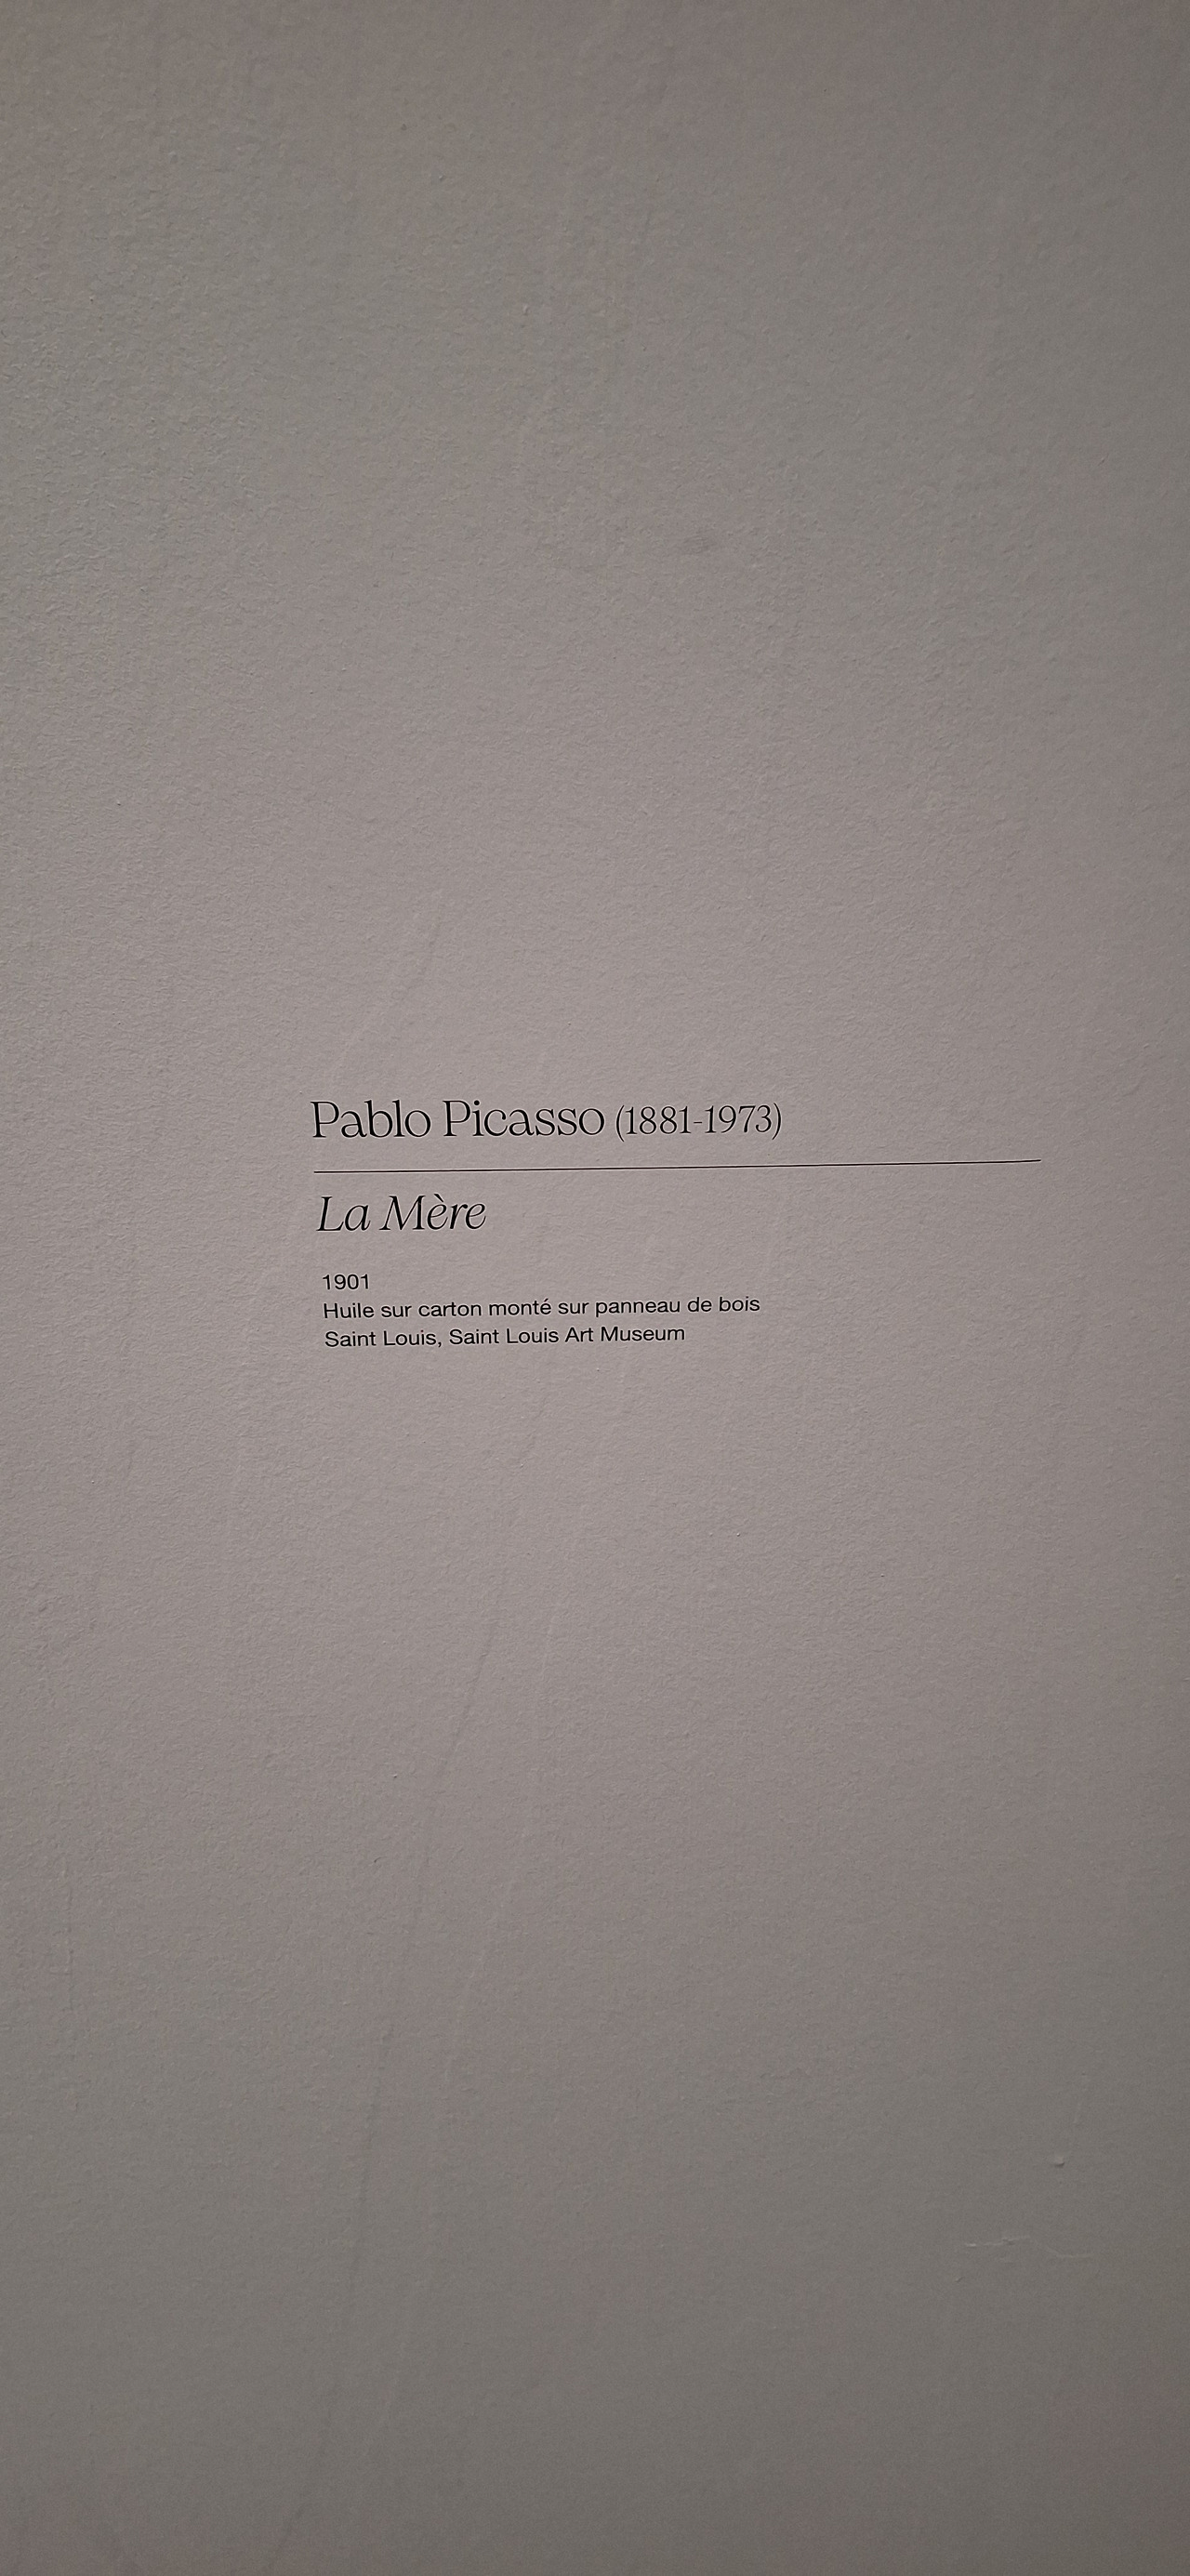 Pablo Picasso (1881-1973)
La Mère
1901
Huile sur carton monté sur panneau de bois
Saint Louis, Saint Louis Art Museum